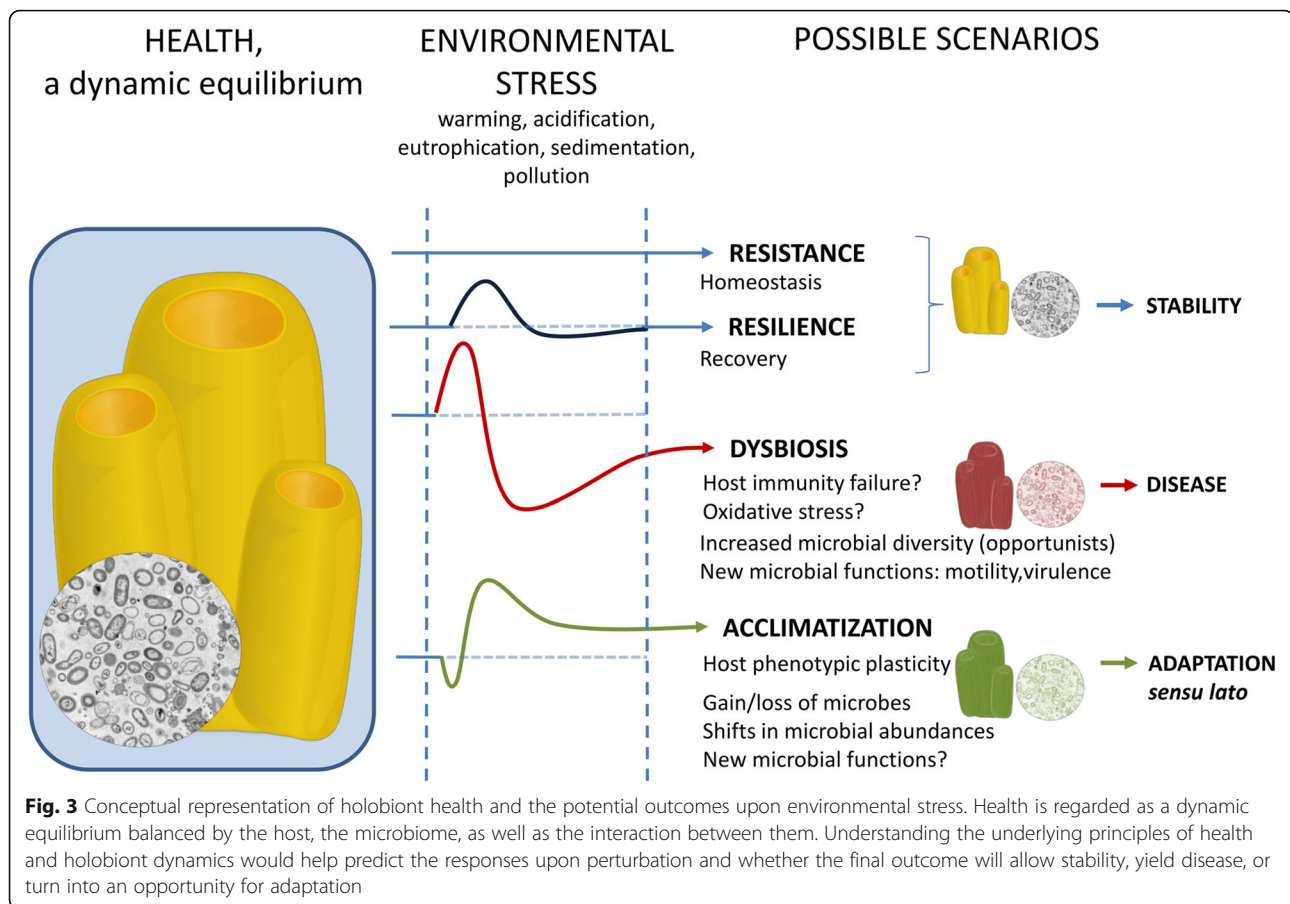 HEALTH,
a dynamic equilibrium
ENVIRONMENTAL
STRESS
warming, acidification,
eutrophication, sedimentation,
pollution
POSSIBLE SCENARIOS
RESISTANCE
Homeostasis
RESILIENCE
Recovery
STABILITY
DYSBIOSIS
Host immunity failure?
Oxidative stress?
Increased microbial diversity (opportunists)
New microbial functions: motility,virulence
DISEASE
ACCLIMATIZATION
Host phenotypic plasticity
Gain/loss of microbes
Shifts in microbial abundances
New microbial functions?
ADAPTATION
sensu lato
Fig. 3 Conceptual representation of holobiont health and the potential outcomes upon environmental stress. Health is regarded as a dynamic
equilibrium balanced by the host, the microbiome, as well as the interaction between them. Understanding the underlying principles of health
and holobiont dynamics would help predict the responses upon perturbation and whether the final outcome will allow stability, yield disease, or
turn into an opportunity for adaptation